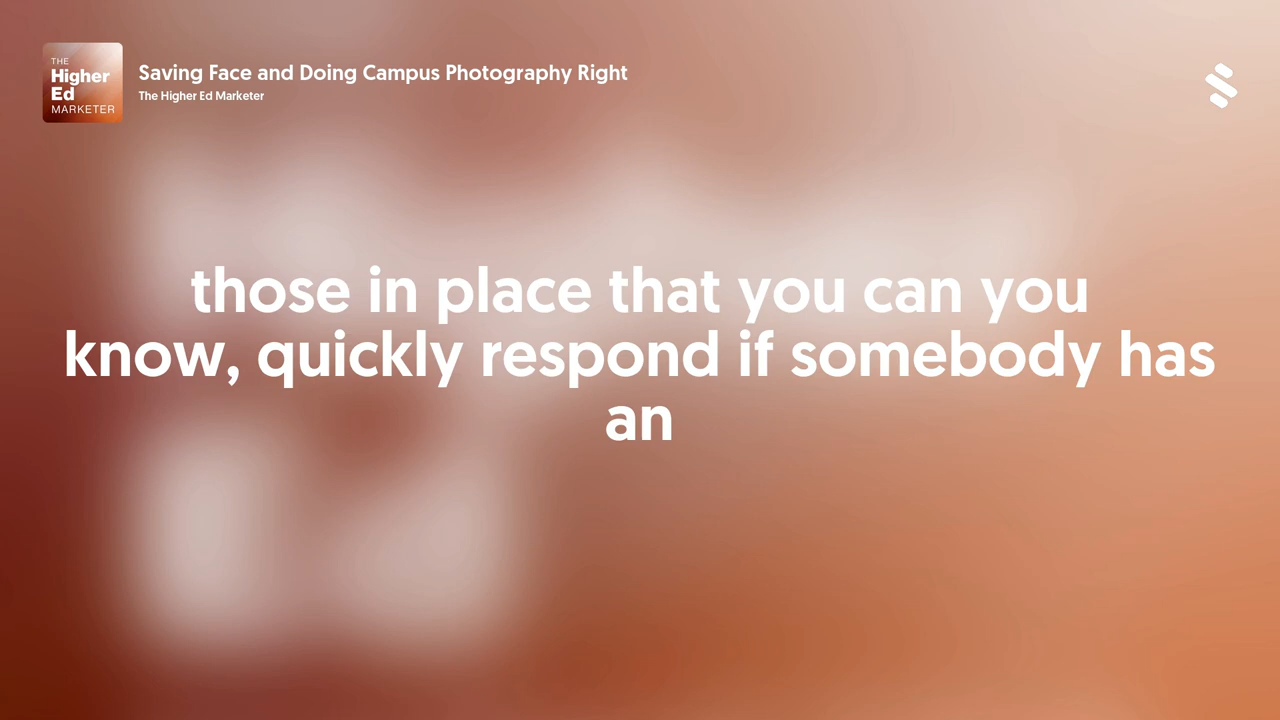 THE
Higher
Ed
MARKETER
Saving Face and Doing Campus Photography Right
The Higher Ed Marketer
those in place that you can you
know, quickly respond if somebody has
an